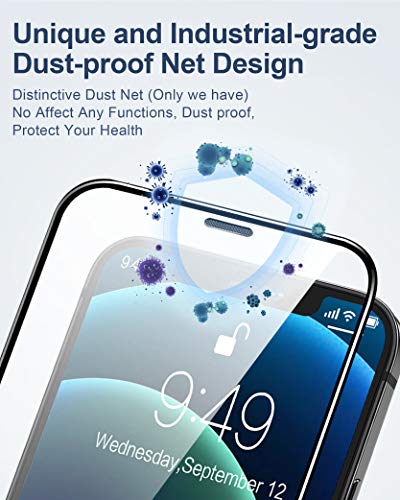 Unique and Industrial-grade
Dust-proof Net Design
Distinctive Dust Net (Only we have)
No Affect Any Functions, Dust proof,
Protect Your Health
9:49
Wednesday,September 12